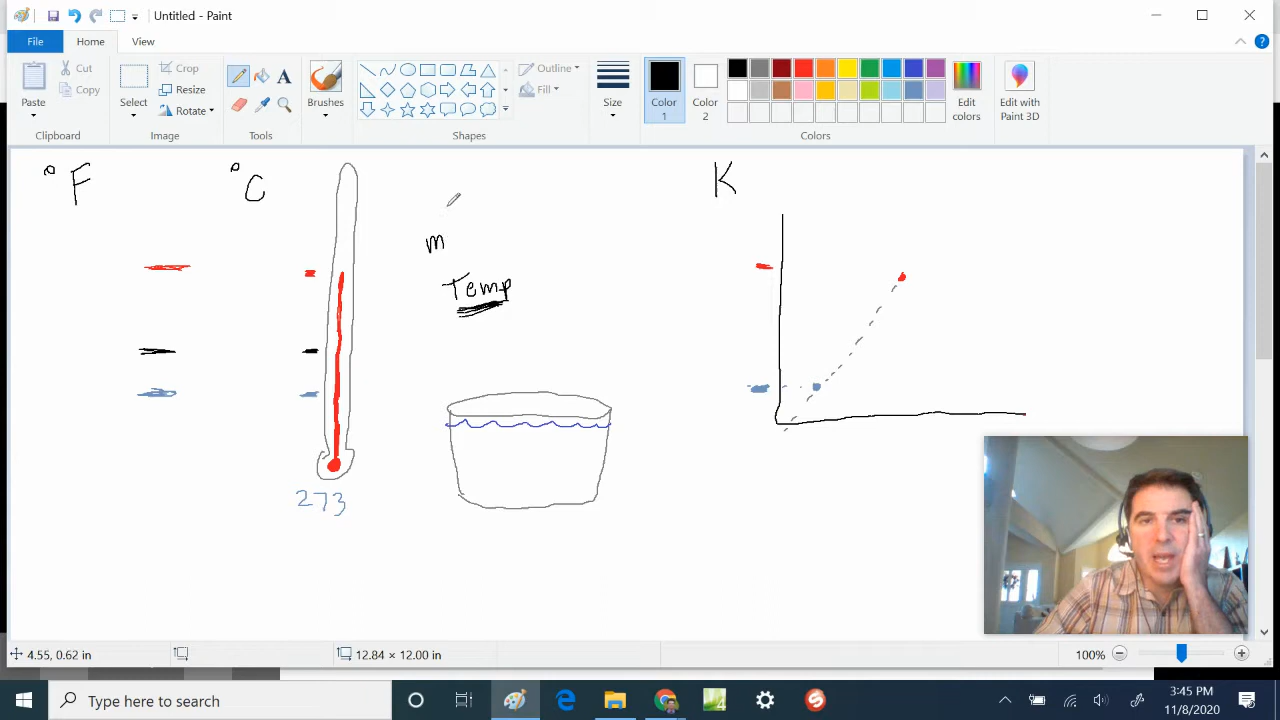 Untitled - Paint
File Home View
Paste
Cut
Copy
Clipboard
Select
Crop
Resize
Rotate
Image
Tools
Brushes
Shapes
Outline
Fill
Size
Color 1
Color 2
Edit colors
Colors
Edit with Paint 3D
°F
°C
K
m
Temp
273
4.55, 0.62 in
12.84 × 12.00 in
100%
Type here to search
3:45 PM
11/8/2020